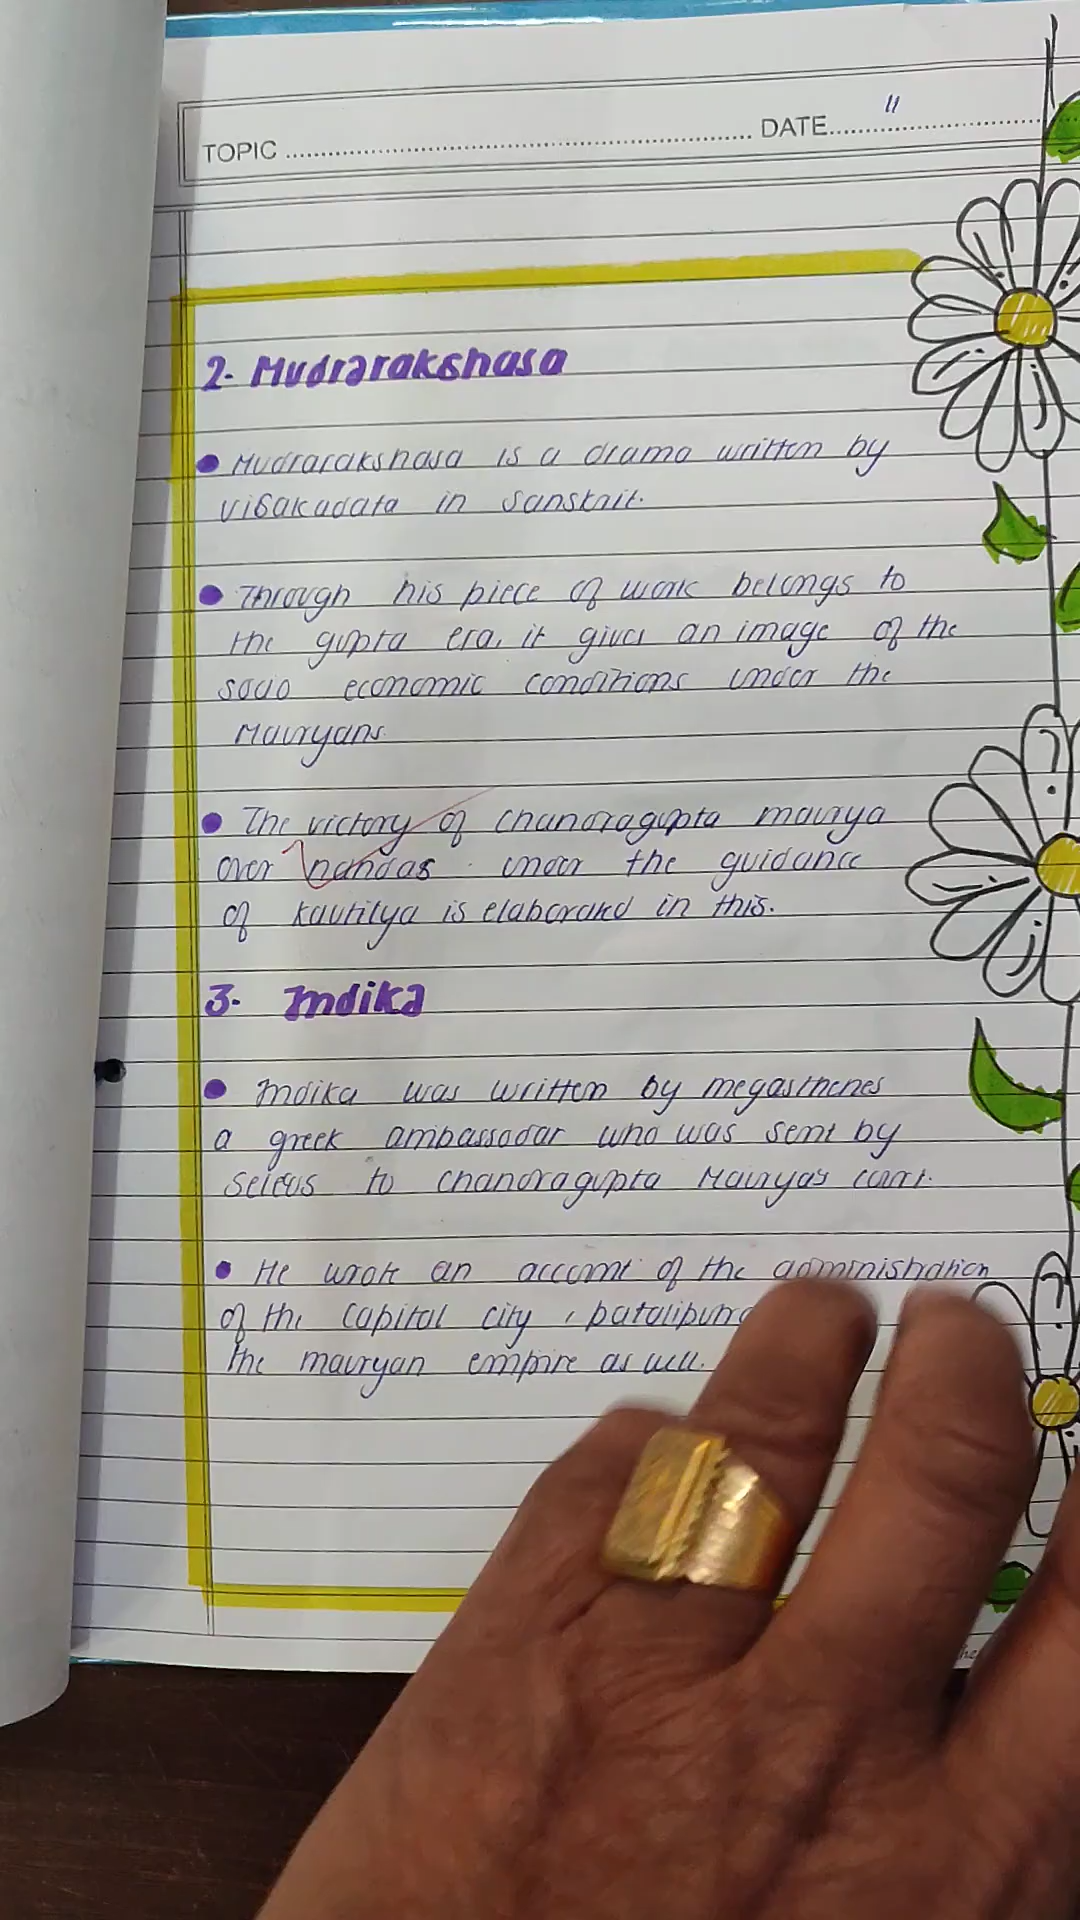 TOPIC DATE 11
2. Mudrarakshasa
• Mudrarakshasa is a drama written by
visakadata in sanskrit.
• Through his piece of work belongs to
the gupta era, it gives an image of the
socio economic conditions under the
Mauryans.
• The victory of chandragupta maurya
over nandas under the guidance
of kautilya is elaborated in this.
3. Indika
• Indika was written by megasthenes
a greek ambassador who was sent by
to chandragupta Maurya's court.
• He wrote an account of the administration
of the capital city, 
the mauryan empire as well.